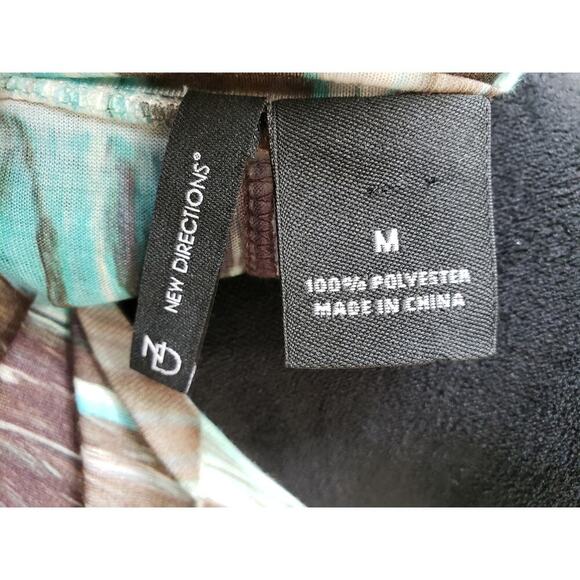 NEW DIRECTIONS®
ND
M
100% POLYESTER
MADE IN CHINA